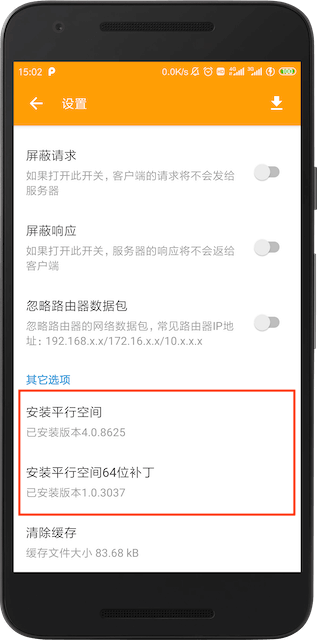 15:02 P 0.0K/s 4G 3G 100
设置
屏蔽请求
如果打开此开关，客户端的请求将不会发给
服务器
屏蔽响应
如果打开此开关，服务器的响应将不会返给
客户端
忽略路由器数据包
忽略路由器的网络数据包，常见路由器IP地
址：192.168.x.x/172.16.x.x/10.x.x.x
其它选项
安装平行空间
已安装版本4.0.8625
安装平行空间64位补丁
已安装版本1.0.3037
清除缓存
缓存文件大小 83.68 kB